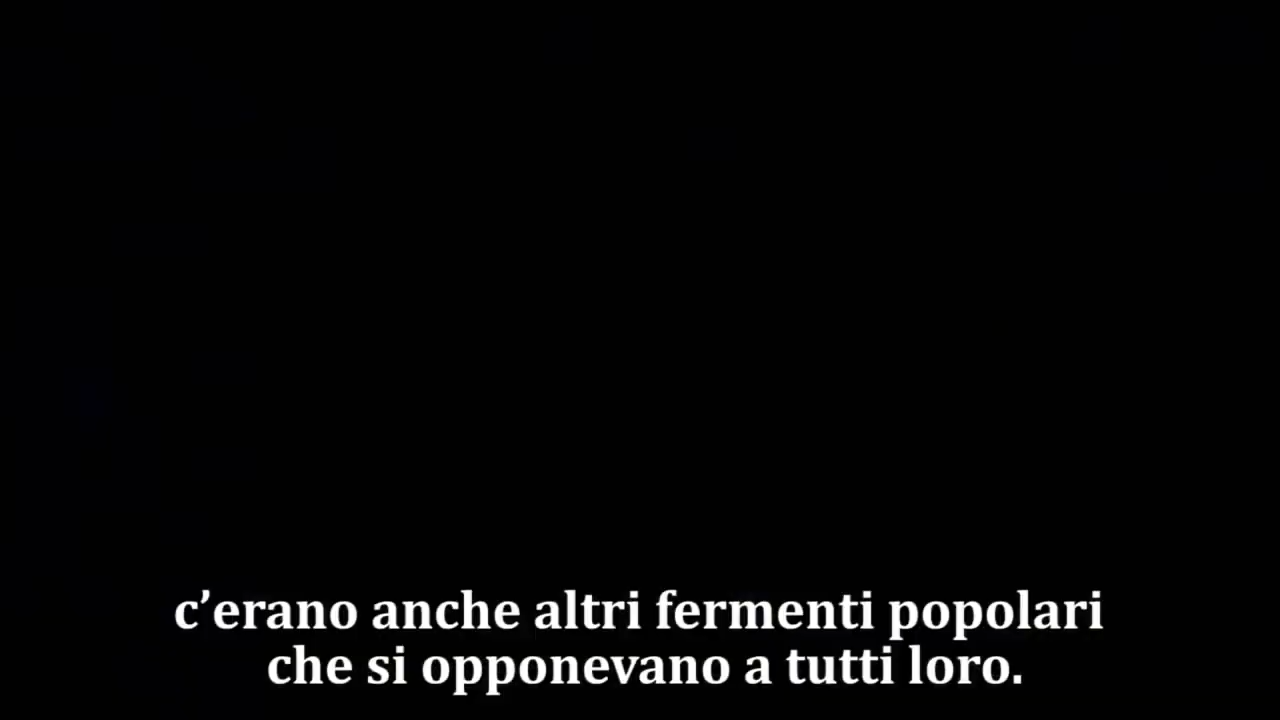 c’erano anche altri fermenti popolari
che si opponevano a tutti loro.